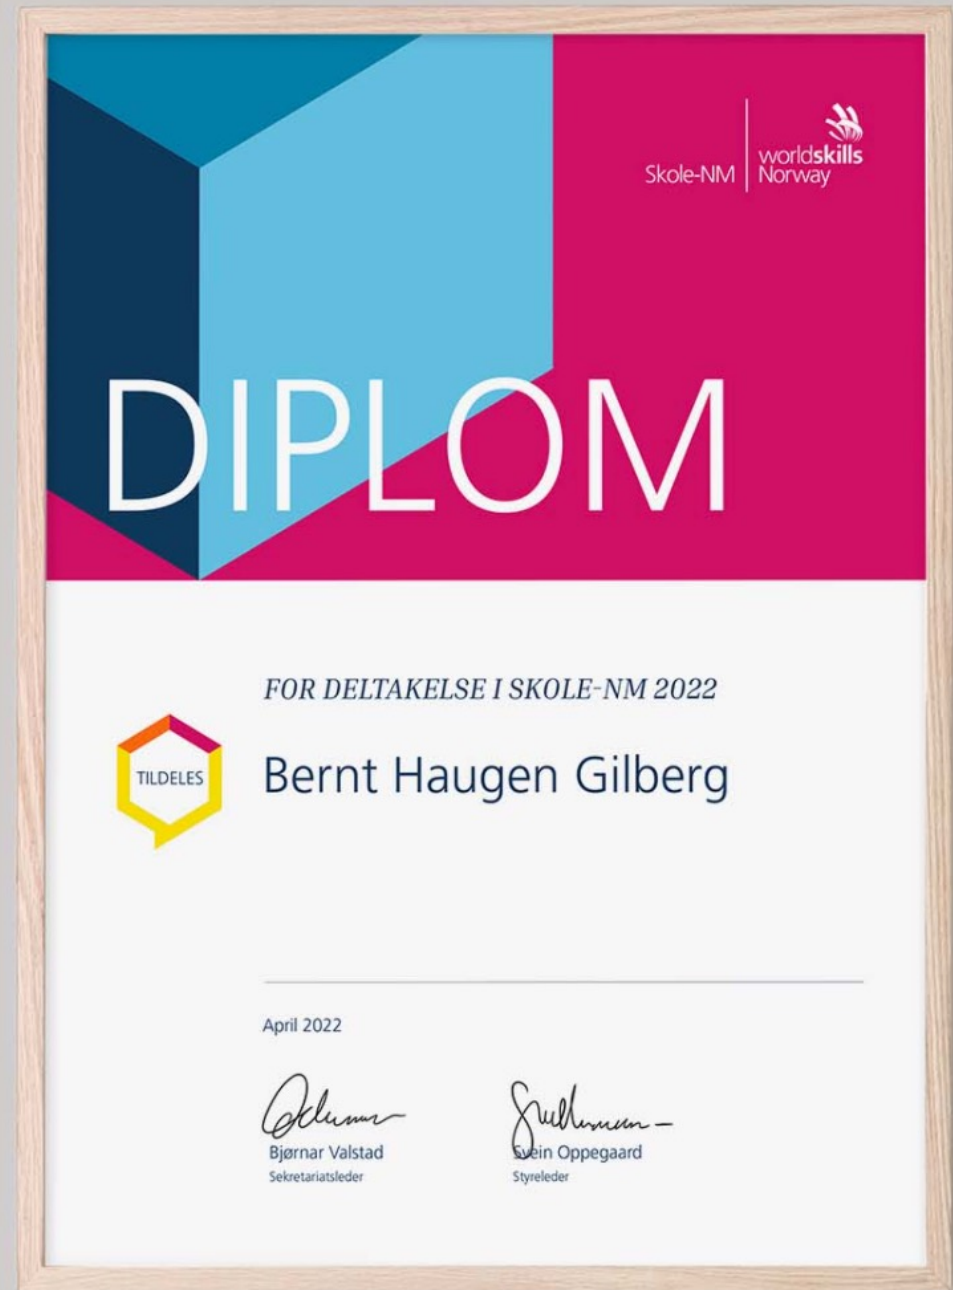 Skole-NM
worldskills
Norway
DIPLOM
FOR DELTAKELSE I SKOLE-NM 2022
TILDELES
Bernt Haugen Gilberg
April 2022
Bjørnar Valstad
Svein Oppegaard
Sekretariatsleder
Styreleder